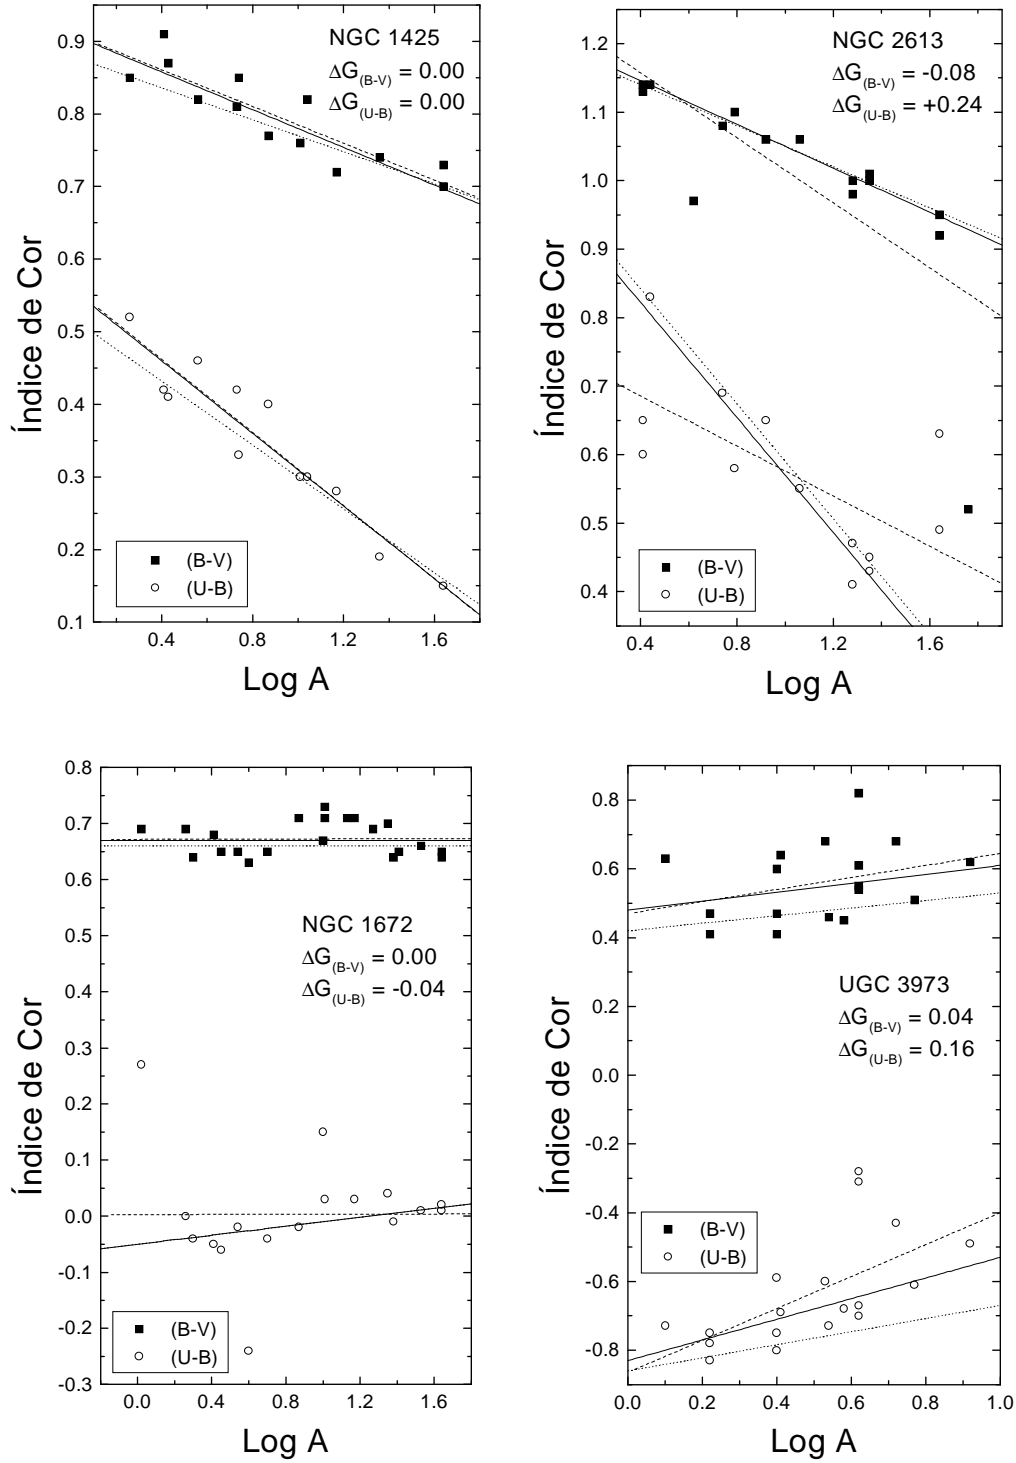 NGC 1425
ΔG(B-V) = 0.00
ΔG(U-B) = 0.00
0.9
0.8
0.7
0.6
0.5
0.4
0.3
0.2
0.1
Índice de Cor
(B-V)
(U-B)
0.4 0.8 1.2 1.6
Log A
NGC 2613
ΔG(B-V) = -0.08
ΔG(U-B) = +0.24
1.2
1.1
1.0
0.9
0.8
0.7
0.6
0.5
0.4
Índice de Cor
(B-V)
(U-B)
0.4 0.8 1.2 1.6
Log A
0.8
0.7
0.6
0.5
0.4
0.3
0.2
0.1
0.0
-0.1
-0.2
-0.3
Índice de Cor
NGC 1672
ΔG(B-V) = 0.00
ΔG(U-B) = -0.04
(B-V)
(U-B)
0.0 0.4 0.8 1.2 1.6
Log A
0.8
0.6
0.4
0.2
0.0
-0.2
-0.4
-0.6
-0.8
Índice de Cor
UGC 3973
ΔG(B-V) = 0.04
ΔG(U-B) = 0.16
(B-V)
(U-B)
0.0 0.2 0.4 0.6 0.8 1.0
Log A